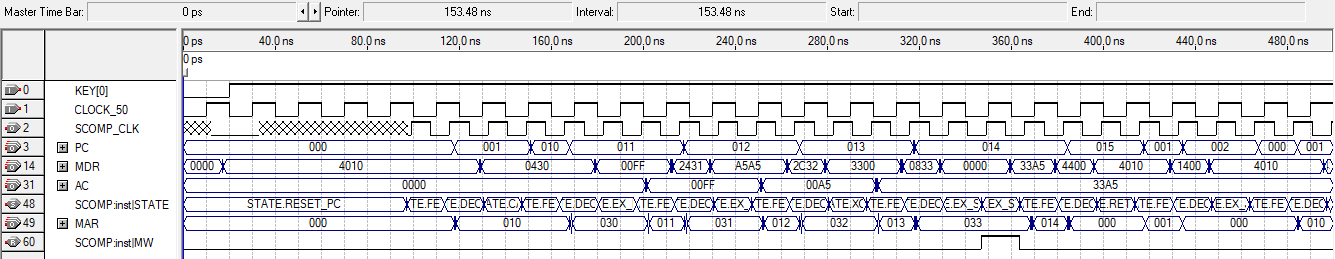 Master Time Bar: 0 ps Pointer: 153.48 ns Interval: 153.48 ns Start: End:
0 ps 40.0 ns 80.0 ns 120.0 ns 160.0 ns 200.0 ns 240.0 ns 280.0 ns 320.0 ns 360.0 ns 400.0 ns 440.0 ns 480.0 ns
0 ps
0 KEY[0]
1 CLOCK_50
2 SCOMP_CLK
3 PC 000 001 010 011 012 013 014 015 001 002 000 001
14 MDR 0000 4010 0430 00FF 2431 A5A5 2C32 3300 0833 0000 33A5 4400 4010 1400 4010
31 AC 0000 00FF 00A5 33A5
48 SCOMP:inst|STATE STATE.RESET_PC TE.FE E.DEC ATE.C TE.FE E.DEC E.EX_ TE.FE E.DEC E.EX_ TE.FE E.DEC ATE.XO TE.FE E.DEC E.EX_S EX_S TE.FE E.DEC E.RET TE.FE E.DEC E.EX_ TE.FE E.DEC
49 MAR 000 010 030 011 031 012 032 013 033 014 000 001 000 010
60 SCOMP:inst|MW